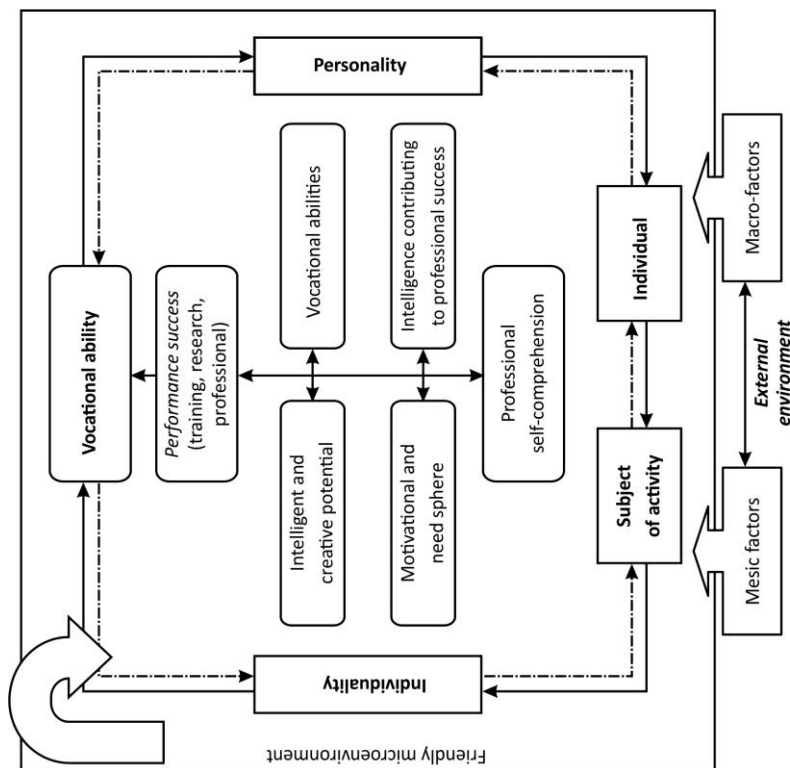 Friendly microenvironment
Vocational ability
Performance success
(training, research,
professional)
Individuality
Intelligent and
creative potential
Vocational abilities
Personality
Motivational and
need sphere
Intelligence contributing
to professional success
Professional
self-comprehension
Subject
of activity
Individual
Mesic factors
External
environment
Macro-factors